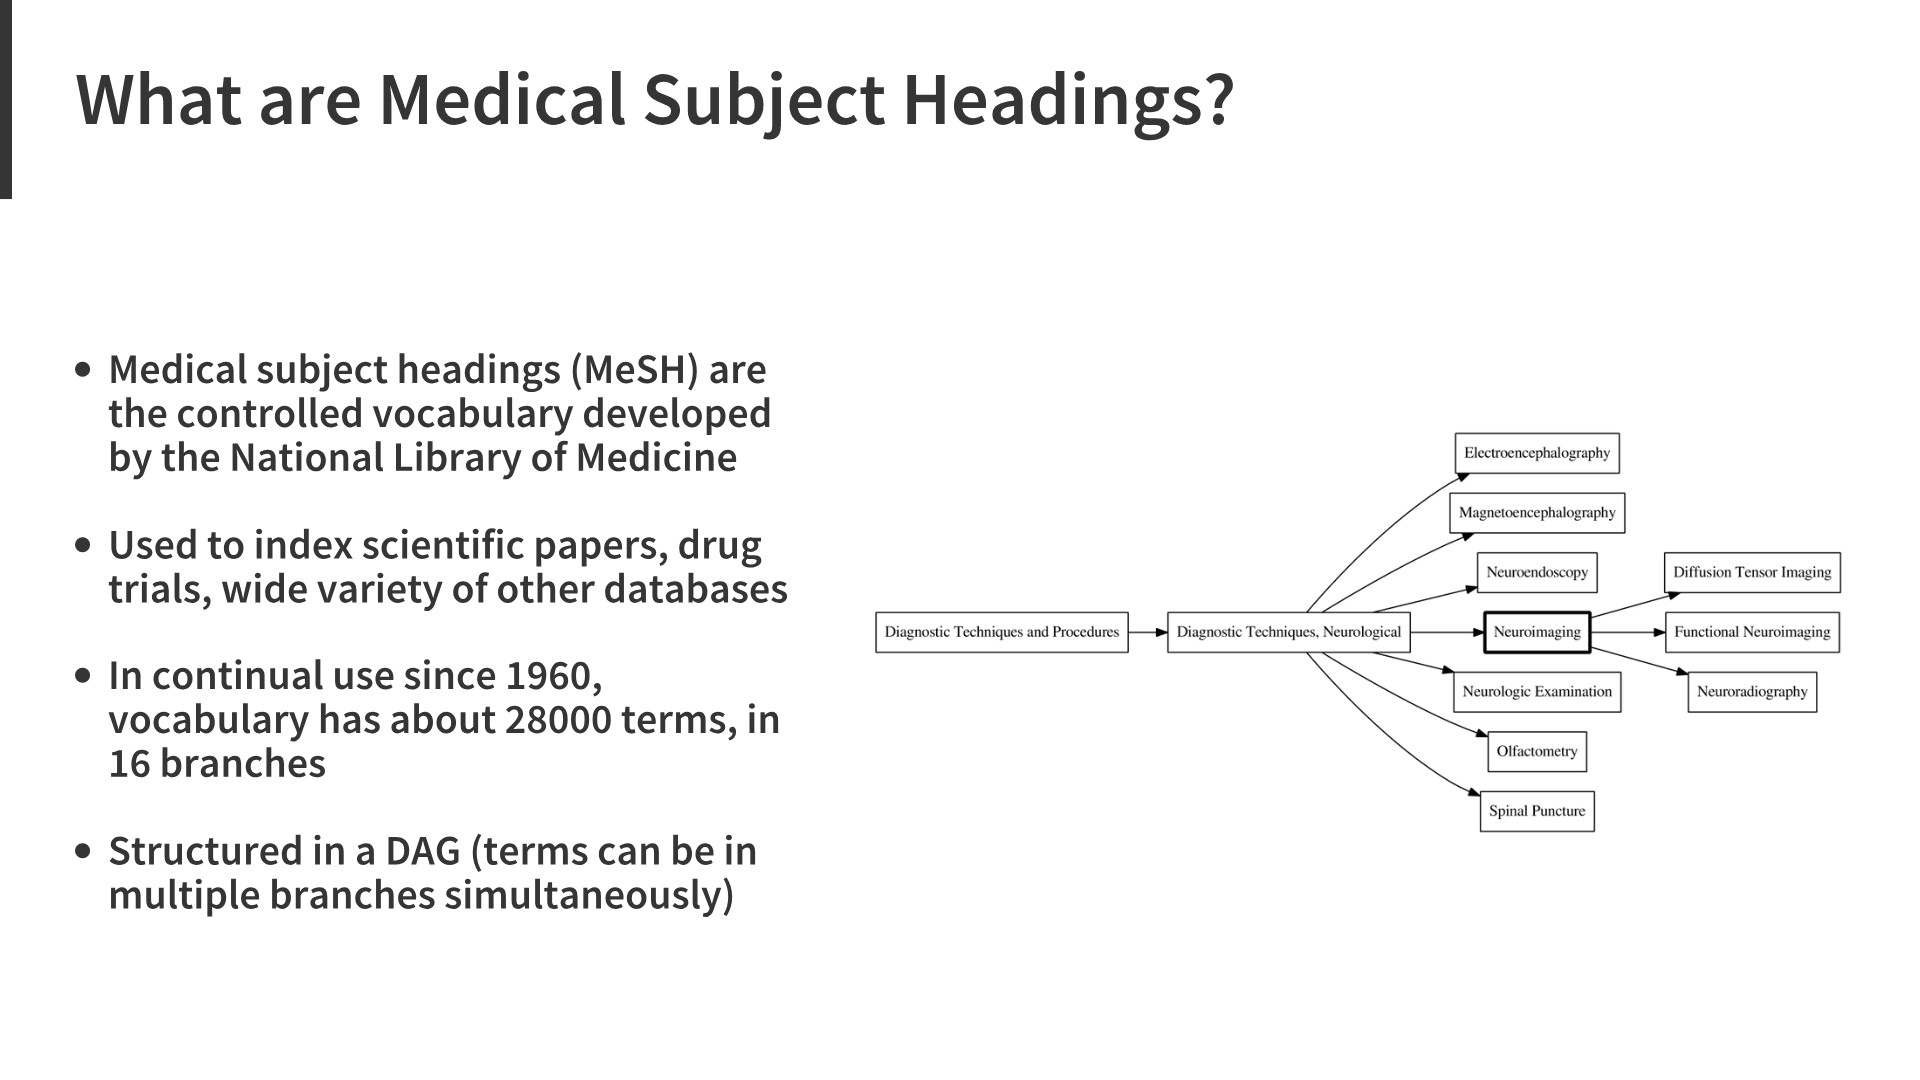 What are Medical Subject Headings?
• Medical subject headings (MeSH) are
the controlled vocabulary developed
by the National Library of Medicine
• Used to index scientific papers, drug
trials, wide variety of other databases
• In continual use since 1960,
vocabulary has about 28000 terms, in
16 branches
• Structured in a DAG (terms can be in
multiple branches simultaneously)
Diagnostic Techniques and Procedures
Diagnostic Techniques, Neurological
Electroencephalography
Magnetoencephalography
Neuroendoscopy
Neuroimaging
Neurologic Examination
Olfactometry
Spinal Puncture
Diffusion Tensor Imaging
Functional Neuroimaging
Neuroradiography